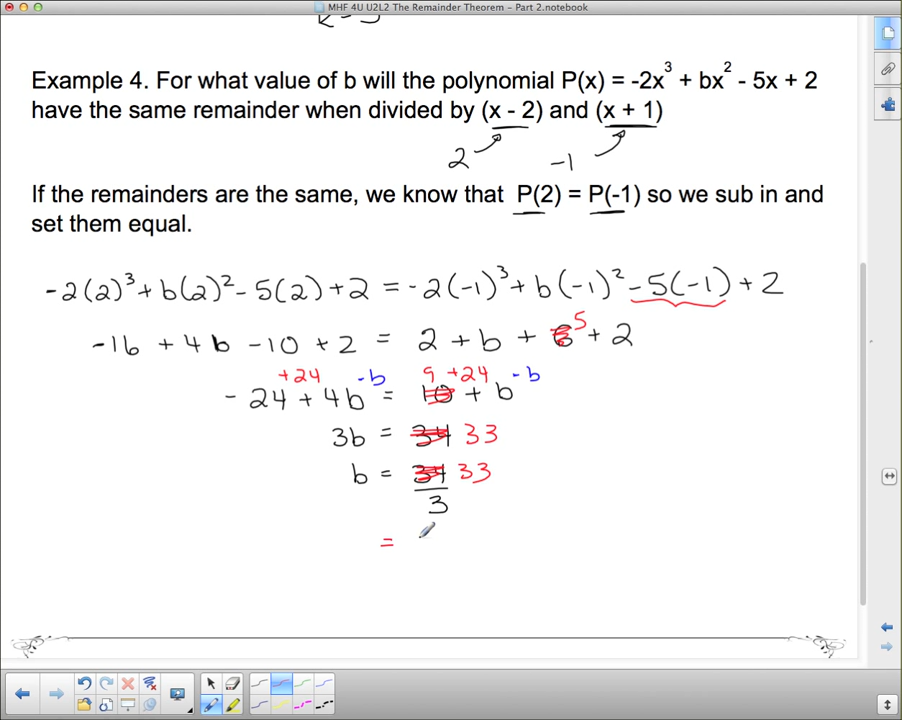 MHF 4U U2L2 The Remainder Theorem - Part 2.notebook
Example 4. For what value of b will the polynomial P(x) = -2x³ + bx² - 5x + 2
have the same remainder when divided by (x - 2) and (x + 1)
2 -1
If the remainders are the same, we know that P(2) = P(-1) so we sub in and
set them equal.
-2(2)³ + b(2)² - 5(2) + 2 = -2(-1)³ + b(-1)² - 5(-1) + 2
5
-16 + 4b - 10 + 2 = 2 + b + 6 + 2
+24 -b 9 +24 -b
-24 + 4b = 10 + b
3b = 34 33
b = 34 33
3
=